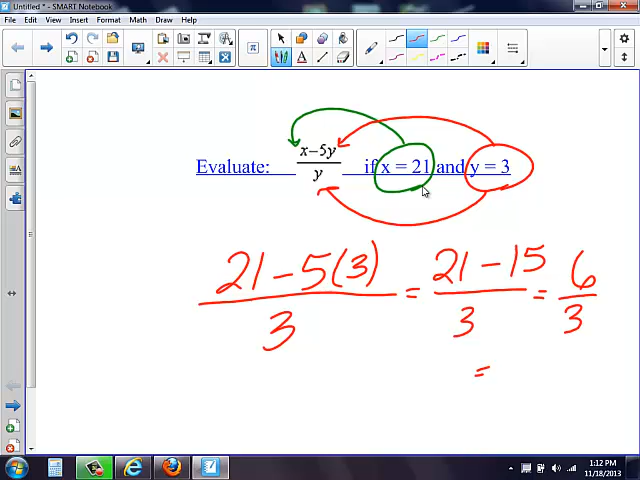 Untitled * - SMART Notebook
File Edit View Insert Format Math Draw Help
Evaluate: x–5y / y if x = 21 and y = 3
21 – 5(3) / 3 = 21 – 15 / 3 = 6 / 3
=
1:12 PM
11/18/2013